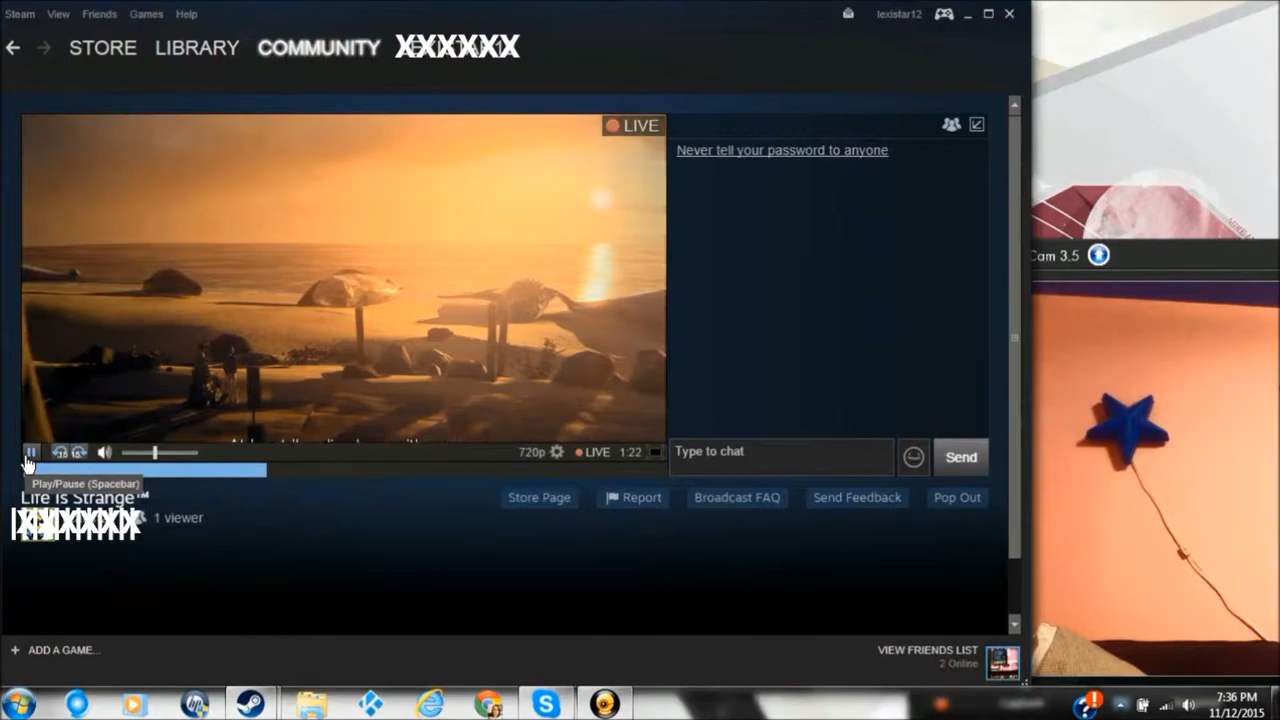 Steam View Friends Games Help
lexistar12
STORE LIBRARY COMMUNITY XXXXXX
LIVE
Never tell your password to anyone
720p LIVE 1:22
Type to chat
Send
Play/Pause (Spacebar)
Life Is Strange™
Store Page Report Broadcast FAQ Send Feedback Pop Out
XXXXXX
1 viewer
+ ADD A GAME...
VIEW FRIENDS LIST
2 Online
Cam 3.5
7:36 PM
11/12/2015